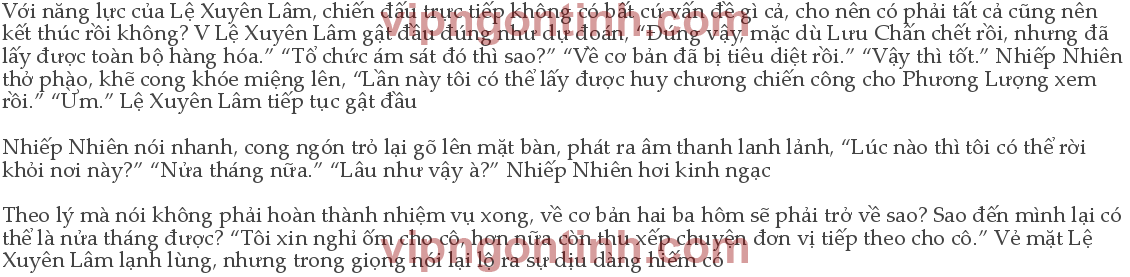 Với năng lực của Lệ Xuyên Lâm, chiến đấu trực tiếp không có bất cứ vấn đề gì cả, cho nên có phải tất cả cũng nên
kết thúc rồi không? V Lệ Xuyên Lâm gật đầu đúng như dự đoán, “Đúng vậy, mặc dù Lưu Chấn chết rồi, nhưng đã
lấy được toàn bộ hàng hóa.” “Tổ chức ám sát đó thì sao?” “Về cơ bản đã bị tiêu diệt rồi.” “Vậy thì tốt.” Nhiếp Nhiên
thở phào, khẽ cong khóe miệng lên, “Lần này tôi có thể lấy được huy chương chiến công cho Phương Lượng xem
rồi.” “Ừm.” Lệ Xuyên Lâm tiếp tục gật đầu
Nhiếp Nhiên nói nhanh, cong ngón trỏ lại gõ lên mặt bàn, phát ra âm thanh lanh lảnh, “Lúc nào thì tôi có thể rời
khỏi nơi này?” “Nửa tháng nữa.” “Lâu như vậy à?” Nhiếp Nhiên hơi kinh ngạc
Theo lý mà nói không phải hoàn thành nhiệm vụ xong, về cơ bản hai ba hôm sẽ phải trở về sao? Sao đến mình lại có
thể là nửa tháng được? “Tôi xin nghỉ ốm cho cô, hơn nữa còn thu xếp chuyện đơn vị tiếp theo cho cô.” Vẻ mặt Lệ
Xuyên Lâm lạnh lùng, nhưng trong giọng nói lại lộ ra sự dịu dàng hiếm có
vipngontinh.com
vipngontinh.com